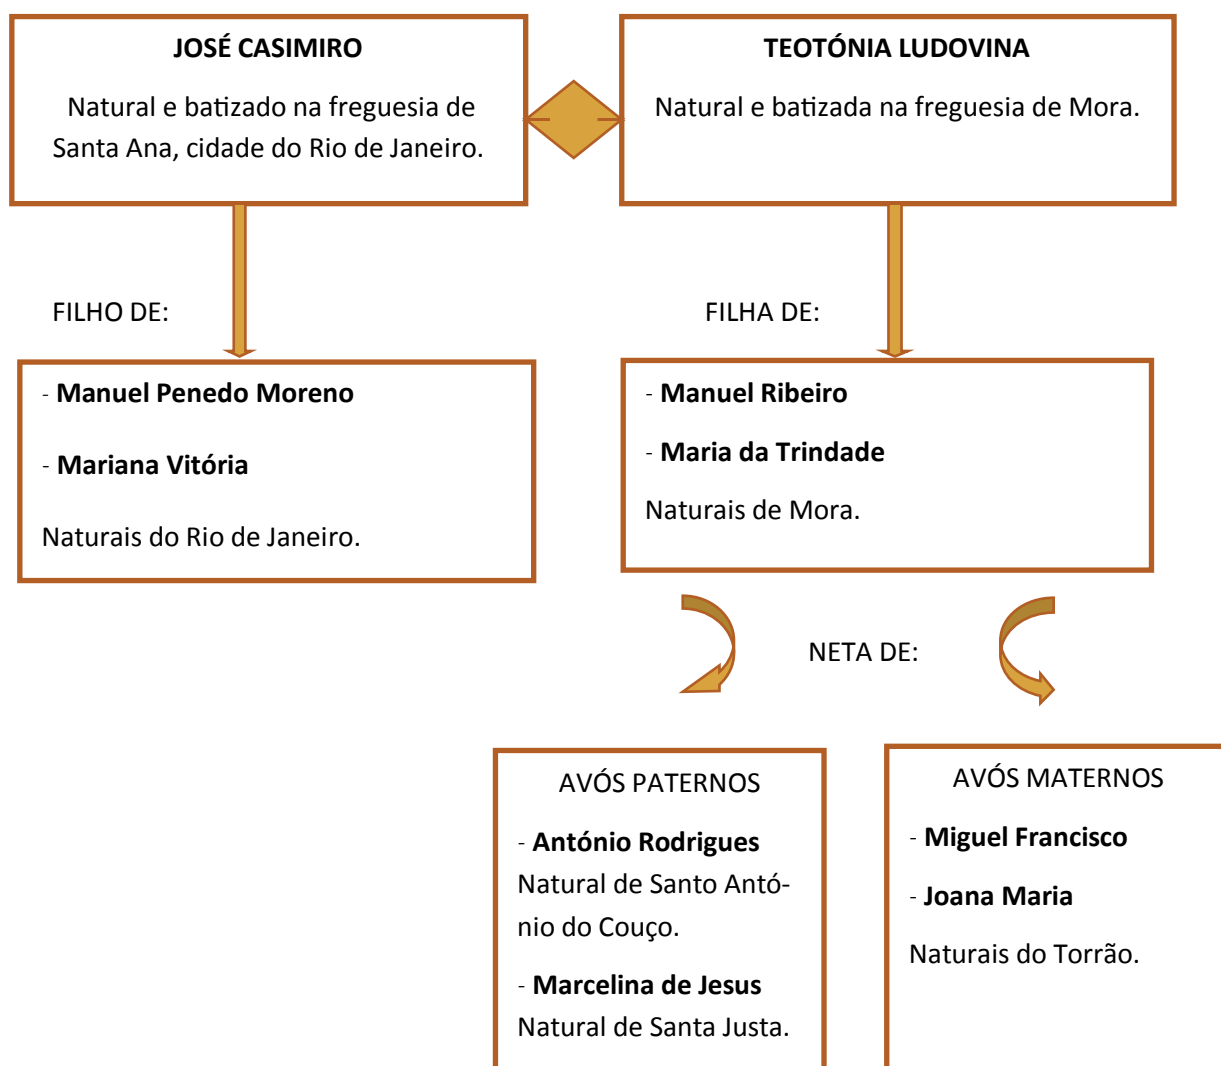 JOSÉ CASIMIRO
Natural e batizado na freguesia de
Santa Ana, cidade do Rio de Janeiro.
TEOTÓNIA LUDOVINA
Natural e batizada na freguesia de Mora.
FILHO DE:
FILHA DE:
- Manuel Penedo Moreno
- Mariana Vitória
Naturais do Rio de Janeiro.
- Manuel Ribeiro
- Maria da Trindade
Naturais de Mora.
NETA DE:
AVÓS PATERNOS
- António Rodrigues
Natural de Santo Antó-
nio do Couço.
- Marcelina de Jesus
Natural de Santa Justa.
AVÓS MATERNOS
- Miguel Francisco
- Joana Maria
Naturais do Torrão.